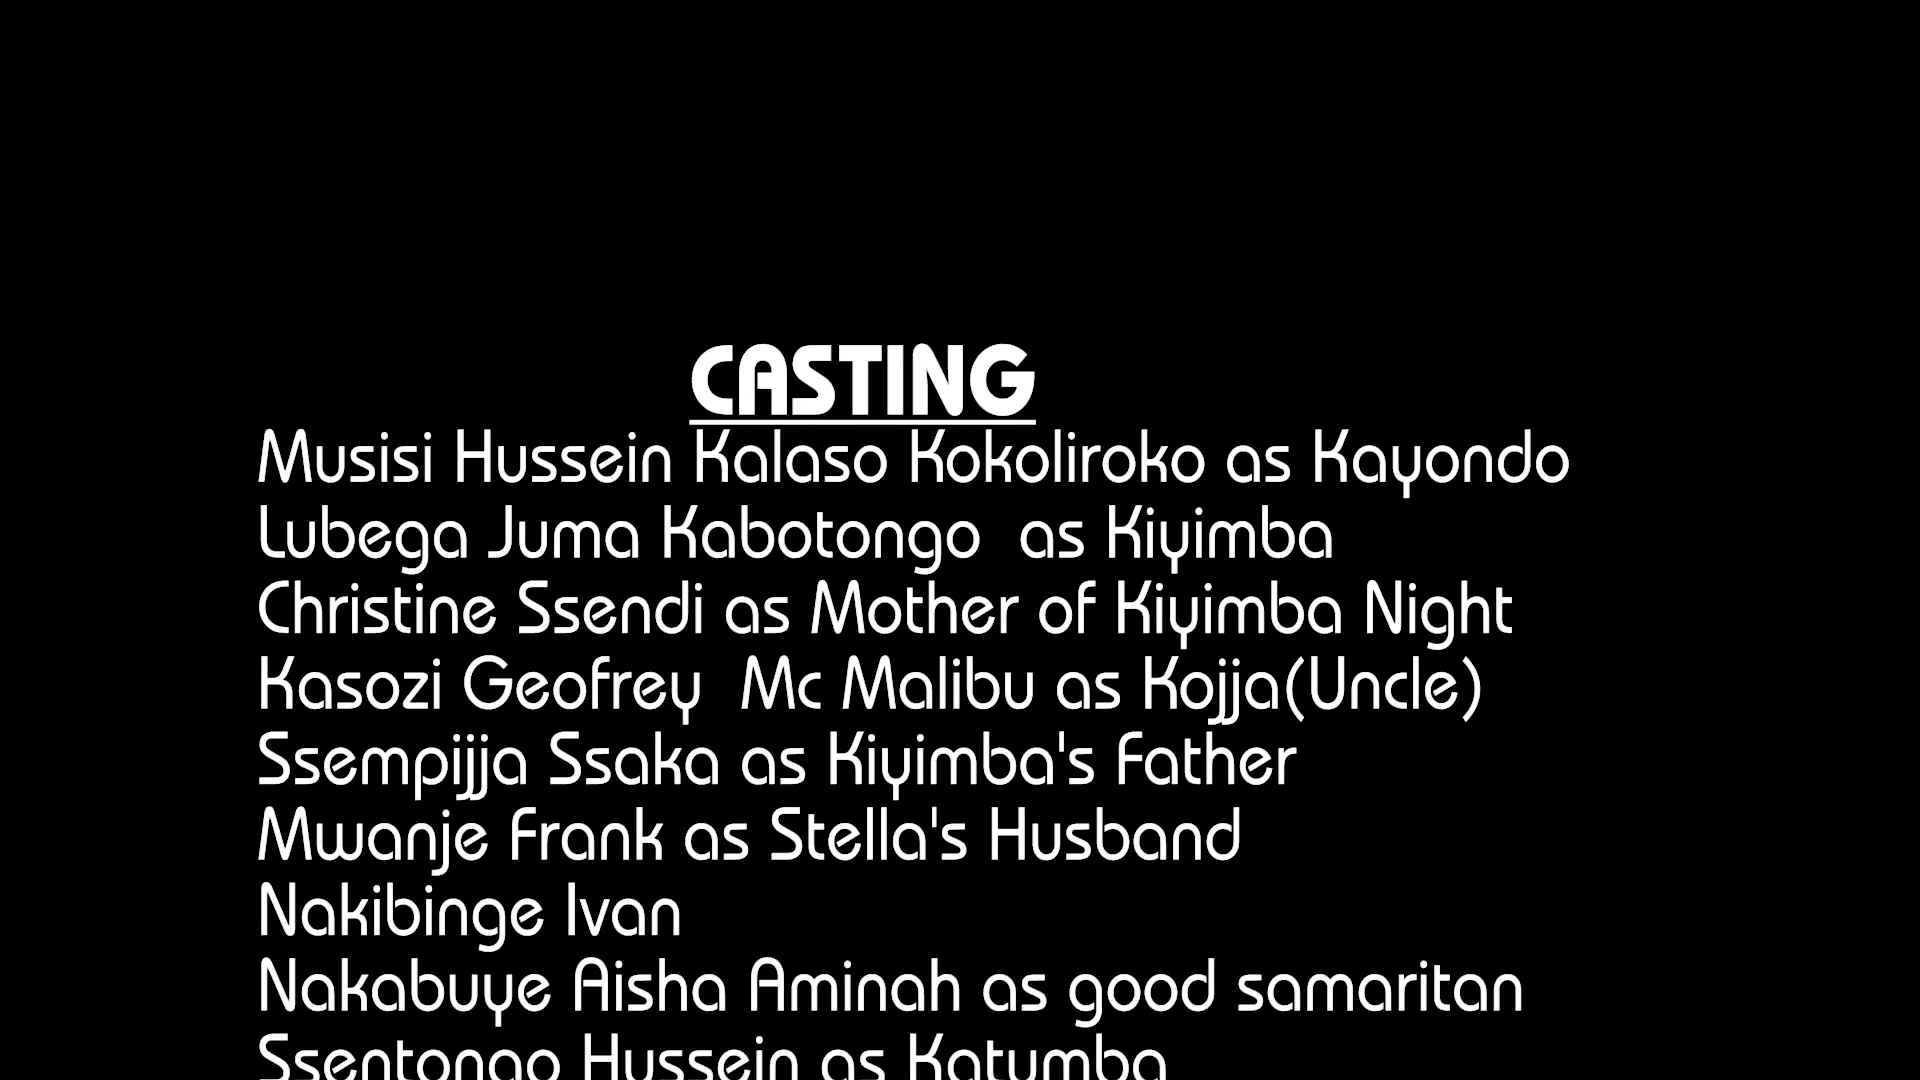 CASTING
Musisi Hussein Kalaso Kokoliroko as Kayondo
Lubega Juma Kabotongo  as Kiyimba
Christine Ssendi as Mother of Kiyimba Night
Kasozi Geofrey  Mc Malibu as Kojja(Uncle)
Ssempijjja Ssaka as Kiyimba's Father
Mwanje Frank as Stella's Husband
Nakibinge Ivan
Nakabuye Aisha Aminah as good samaritan
Ssentongo Hussein as Katumba